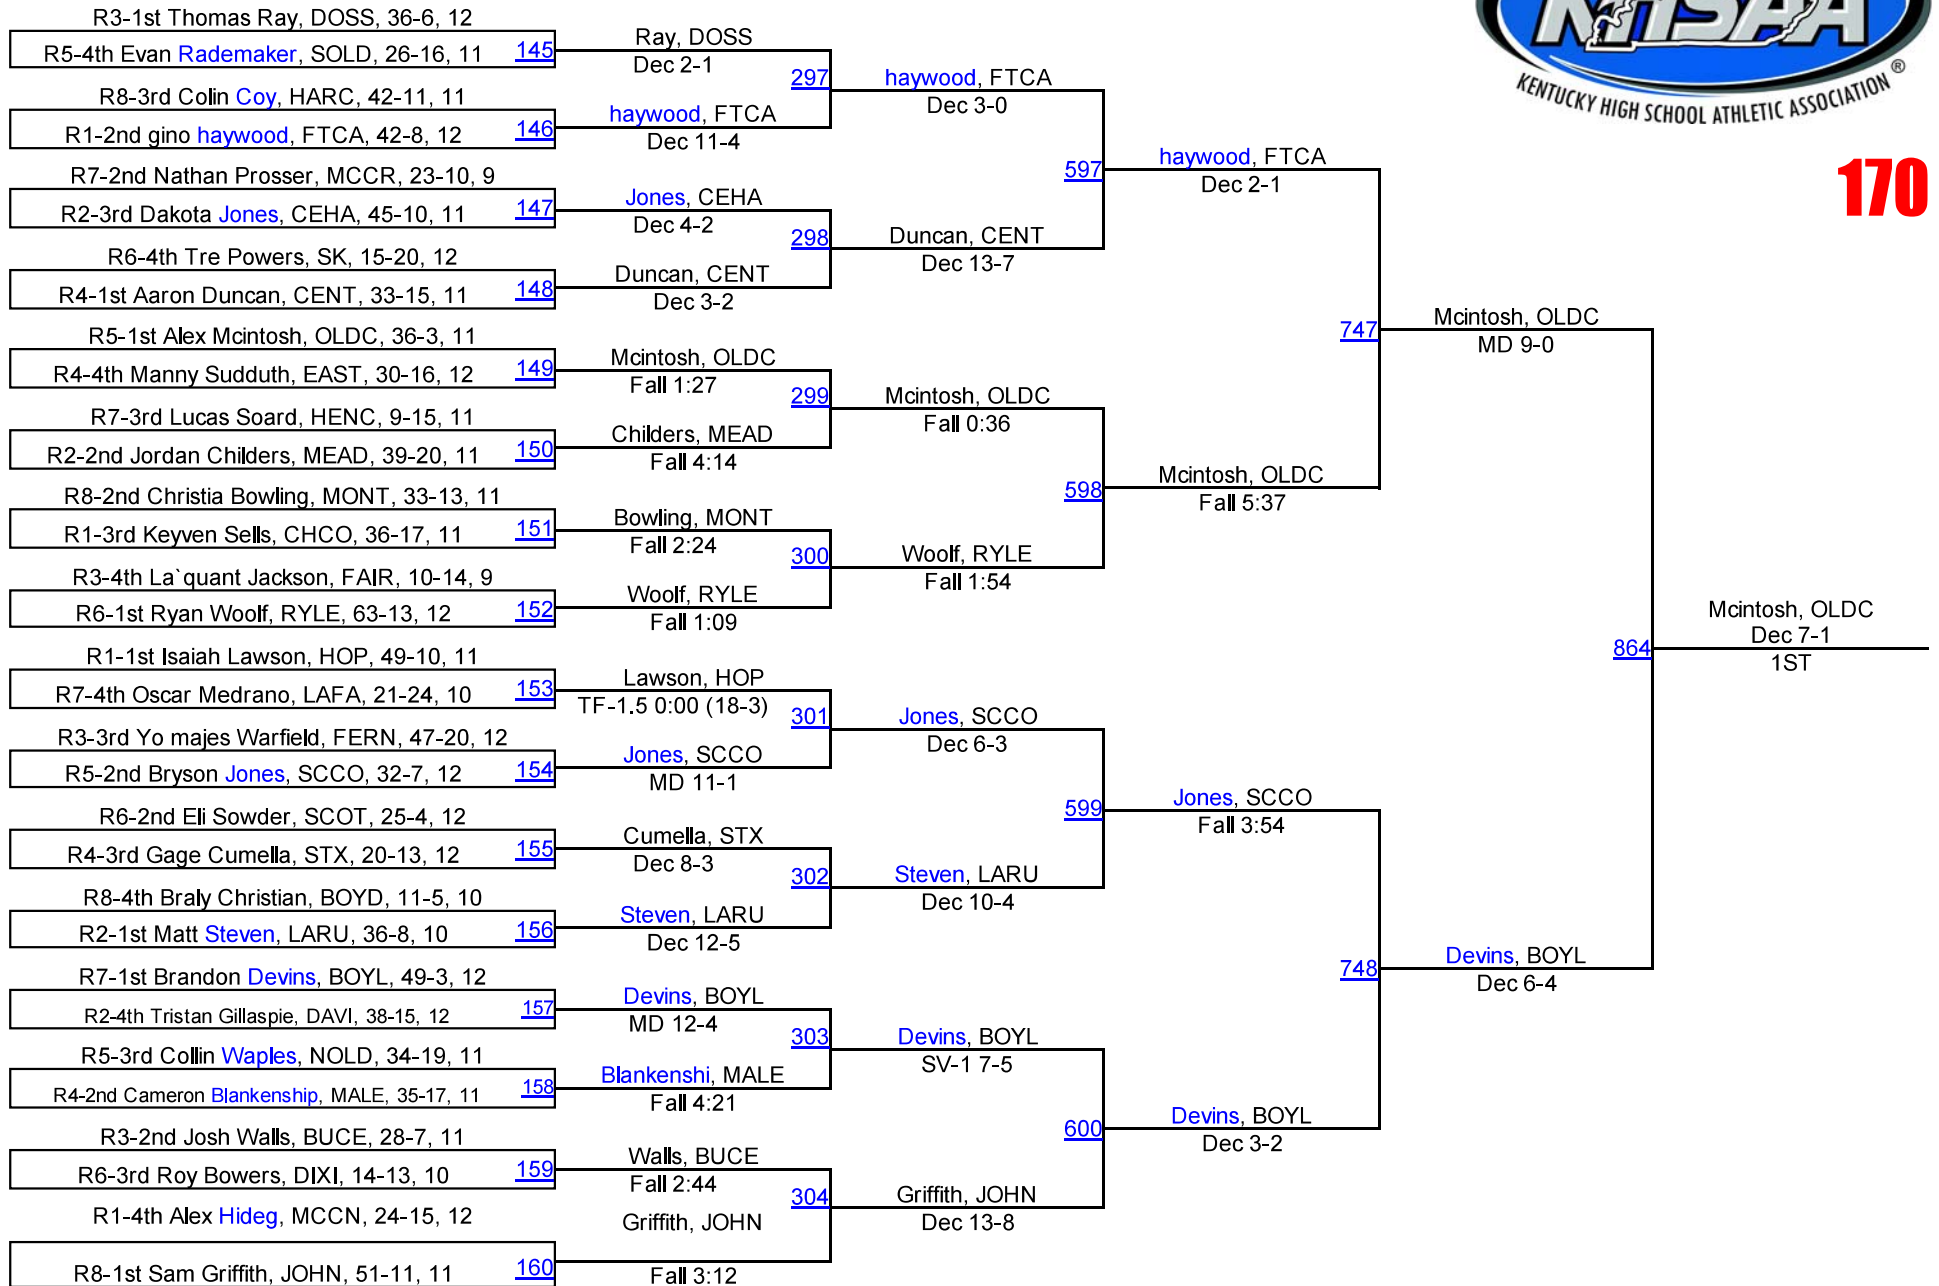 KHSAA
KENTUCKY HIGH SCHOOL ATHLETIC ASSOCIATION ®
170
R3-1st Thomas Ray, DOSS, 36-6, 12
R5-4th Evan Rademaker, SOLD, 26-16, 11
145
R8-3rd Colin Coy, HARC, 42-11, 11
R1-2nd gino haywood, FTCA, 42-8, 12
146
R7-2nd Nathan Prosser, MCCR, 23-10, 9
R2-3rd Dakota Jones, CEHA, 45-10, 11
147
R6-4th Tre Powers, SK, 15-20, 12
R4-1st Aaron Duncan, CENT, 33-15, 11
148
R5-1st Alex Mcintosh, OLDC, 36-3, 11
R4-4th Manny Sudduth, EAST, 30-16, 12
149
R7-3rd Lucas Soard, HENC, 9-15, 11
R2-2nd Jordan Childers, MEAD, 39-20, 11
150
R8-2nd Christia Bowling, MONT, 33-13, 11
R1-3rd Keyven Sells, CHCO, 36-17, 11
151
R3-4th La`quant Jackson, FAIR, 10-14, 9
R6-1st Ryan Woolf, RYLE, 63-13, 12
152
R1-1st Isaiah Lawson, HOP, 49-10, 11
R7-4th Oscar Medrano, LAFA, 21-24, 10
153
R3-3rd Yo majes Warfield, FERN, 47-20, 12
R5-2nd Bryson Jones, SCCO, 32-7, 12
154
R6-2nd Eli Sowder, SCOT, 25-4, 12
R4-3rd Gage Cumella, STX, 20-13, 12
155
R8-4th Braly Christian, BOYD, 11-5, 10
R2-1st Matt Steven, LARU, 36-8, 10
156
R7-1st Brandon Devins, BOYL, 49-3, 12
R2-4th Tristan Gillaspie, DAVI, 38-15, 12
157
R5-3rd Collin Waples, NOLD, 34-19, 11
R4-2nd Cameron Blankenship, MALE, 35-17, 11
158
R3-2nd Josh Walls, BUCE, 28-7, 11
R6-3rd Roy Bowers, DIXI, 14-13, 10
159
R1-4th Alex Hideg, MCCN, 24-15, 12
R8-1st Sam Griffith, JOHN, 51-11, 11
160
Ray, DOSS
Dec 2-1
297
haywood, FTCA
Dec 11-4
Jones, CEHA
Dec 4-2
298
Duncan, CENT
Dec 3-2
Mcintosh, OLDC
Fall 1:27
299
Childers, MEAD
Fall 4:14
Bowling, MONT
Fall 2:24
300
Woolf, RYLE
Fall 1:09
Lawson, HOP
TF-1.5 0:00 (18-3)
301
Jones, SCCO
MD 11-1
Cumella, STX
Dec 8-3
302
Steven, LARU
Dec 12-5
Devins, BOYL
MD 12-4
303
Blankenshi, MALE
Fall 4:21
Walls, BUCE
Fall 2:44
304
Griffith, JOHN
Fall 3:12
haywood, FTCA
Dec 3-0
597
Duncan, CENT
Dec 13-7
Mcintosh, OLDC
Fall 0:36
598
Woolf, RYLE
Fall 1:54
Jones, SCCO
Dec 6-3
599
Steven, LARU
Dec 10-4
Devins, BOYL
SV-1 7-5
600
Griffith, JOHN
Dec 13-8
haywood, FTCA
Dec 2-1
747
Mcintosh, OLDC
Fall 5:37
Jones, SCCO
Fall 3:54
748
Devins, BOYL
Dec 3-2
Mcintosh, OLDC
MD 9-0
864
Devins, BOYL
Dec 6-4
Mcintosh, OLDC
Dec 7-1
1ST